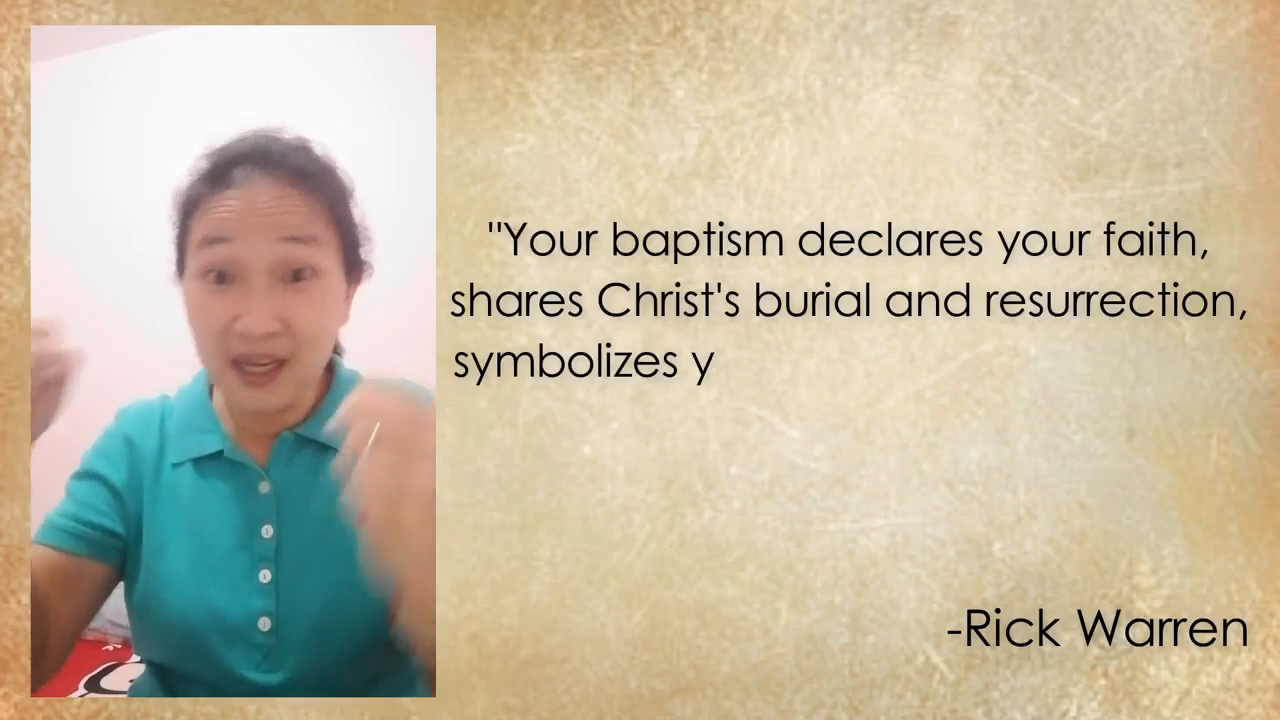 "Your baptism declares your faith,
shares Christ's burial and resurrection,
symbolizes y
-Rick Warren